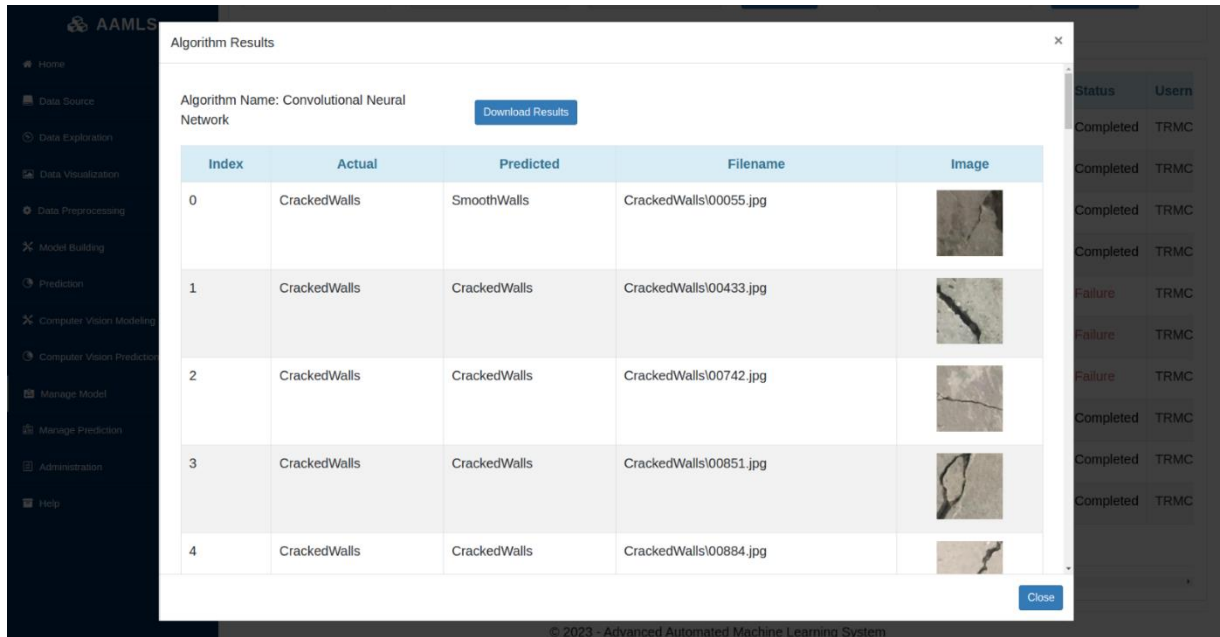 AAMLS
Home
Data Source
Data Exploration
Data Visualization
Data Preprocessing
Model Building
Prediction
Computer Vision Modeling
Computer Vision Prediction
Manage Model
Manage Prediction
Administration
Help
Algorithm Results
×
Algorithm Name: Convolutional Neural
Network
Download Results
Index Actual Predicted Filename Image
0 CrackedWalls SmoothWalls CrackedWalls\00055.jpg
1 CrackedWalls CrackedWalls CrackedWalls\00433.jpg
2 CrackedWalls CrackedWalls CrackedWalls\00742.jpg
3 CrackedWalls CrackedWalls CrackedWalls\00851.jpg
4 CrackedWalls CrackedWalls CrackedWalls\00884.jpg
Close
Status Usern
Completed TRMC
Completed TRMC
Completed TRMC
Completed TRMC
Failure TRMC
Failure TRMC
Failure TRMC
Completed TRMC
Completed TRMC
Completed TRMC
© 2023 - Advanced Automated Machine Learning System